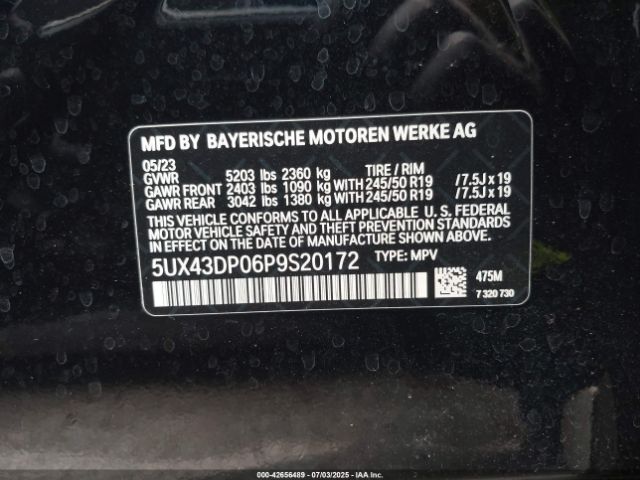 MFD BY BAYERISCHE MOTOREN WERKE AG
05/23
GVWR 5203 lbs 2360 kg TIRE / RIM
GAWR FRONT 2403 lbs 1090 kg WITH 245/50 R19 / 7.5J x 19
GAWR REAR 3042 lbs 1380 kg WITH 245/50 R19 / 7.5J x 19
THIS VEHICLE CONFORMS TO ALL APPLICABLE U. S. FEDERAL
MOTOR VEHICLE SAFETY AND THEFT PREVENTION STANDARDS
IN EFFECT ON THE DATE OF MANUFACTURE SHOWN ABOVE.
5UX43DP06P9S20172 TYPE: MPV
475M
7 320 730
000-42656489 | 07/03/2025 | IAAI.COM